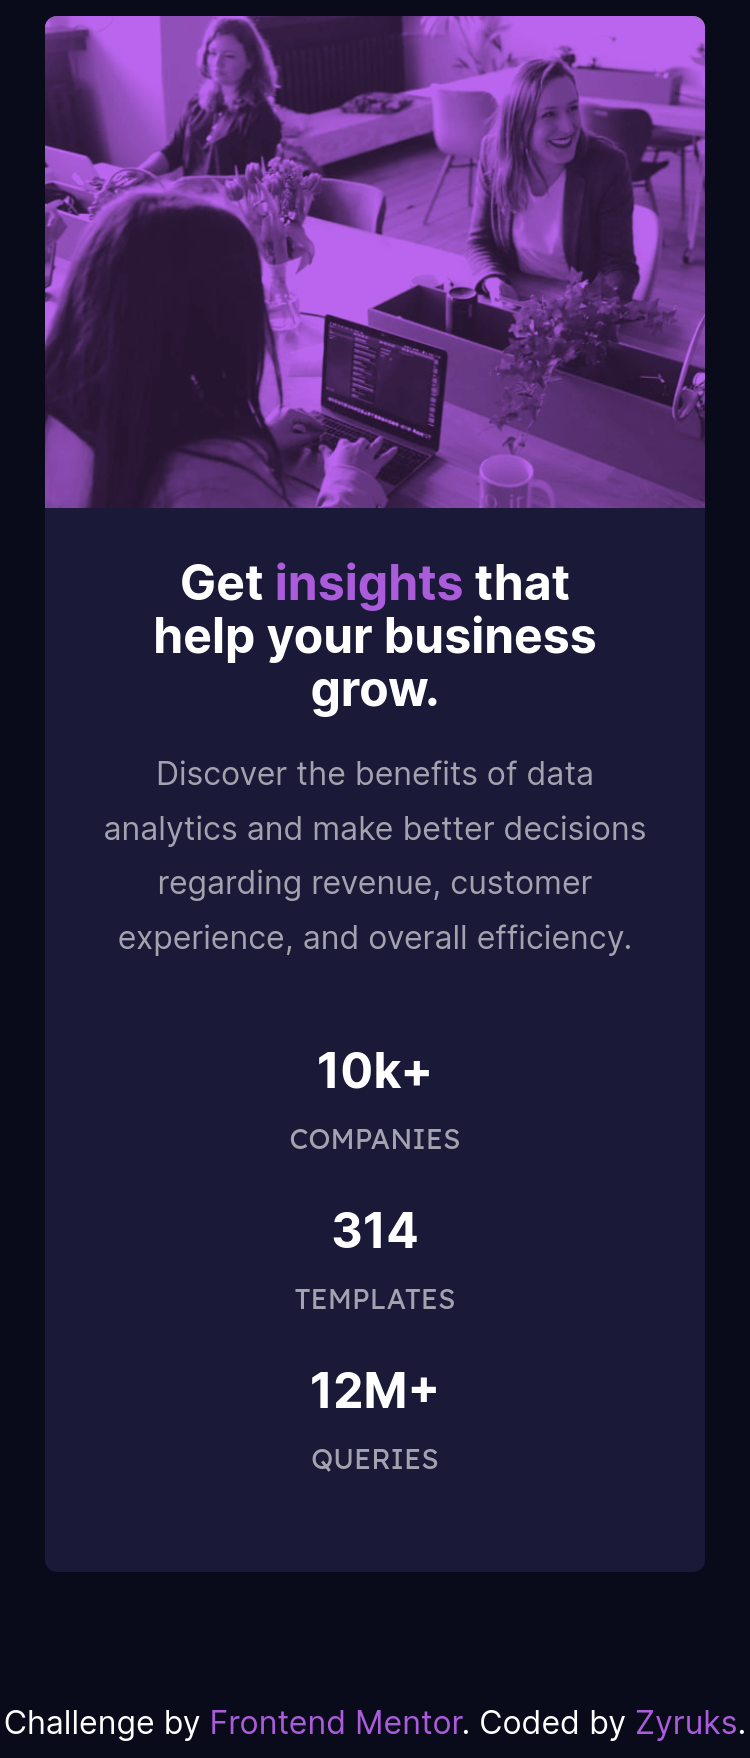 Get insights that
help your business
grow.
Discover the benefits of data
analytics and make better decisions
regarding revenue, customer
experience, and overall efficiency.
10k+
COMPANIES
314
TEMPLATES
12M+
QUERIES
Challenge by Frontend Mentor. Coded by Zyruks.